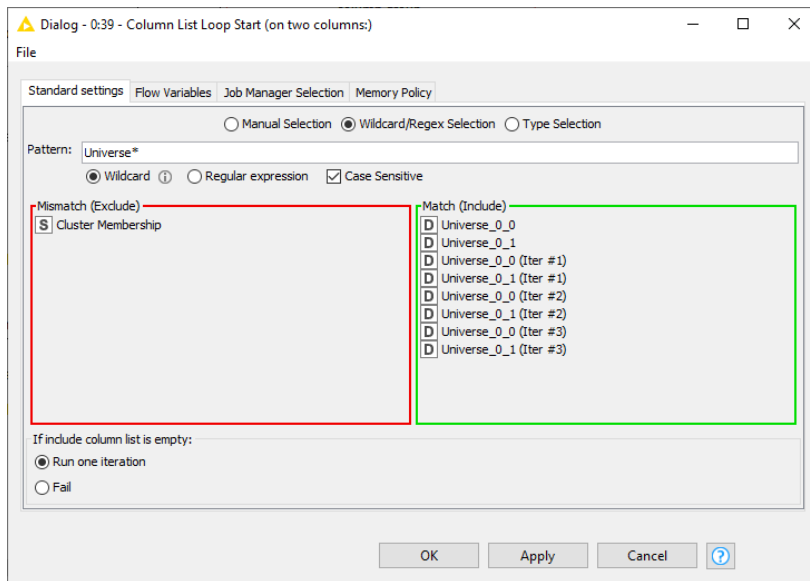 Dialog - 0:39 - Column List Loop Start (on two columns:)
File
Standard settings Flow Variables Job Manager Selection Memory Policy
Manual Selection Wildcard/Regex Selection Type Selection
Pattern: Universe*
Wildcard Regular expression Case Sensitive
Mismatch (Exclude)
S Cluster Membership
Match (Include)
D Universe_0_0
D Universe_0_1
D Universe_0_0 (Iter #1)
D Universe_0_1 (Iter #1)
D Universe_0_0 (Iter #2)
D Universe_0_1 (Iter #2)
D Universe_0_0 (Iter #3)
D Universe_0_1 (Iter #3)
If include column list is empty:
Run one iteration
Fail
OK Apply Cancel ?